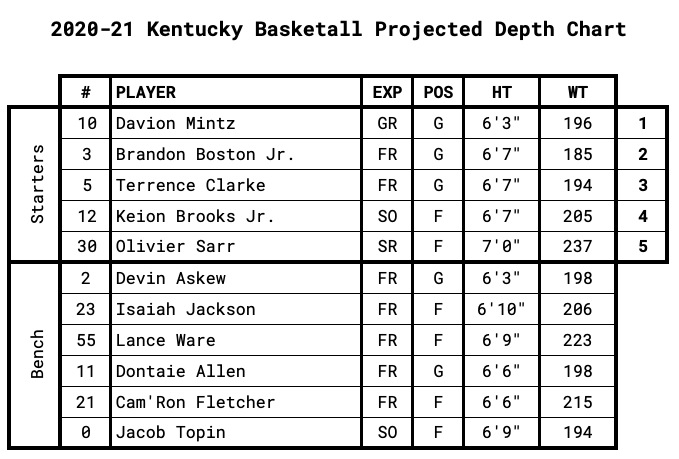 2020-21 Kentucky Basketall Projected Depth Chart
# PLAYER EXP POS HT WT
Starters
10 Davion Mintz GR G 6'3" 196 1
3 Brandon Boston Jr. FR G 6'7" 185 2
5 Terrence Clarke FR G 6'7" 194 3
12 Keion Brooks Jr. SO F 6'7" 205 4
30 Olivier Sarr SR F 7'0" 237 5
Bench
2 Devin Askew FR G 6'3" 198
23 Isaiah Jackson FR F 6'10" 206
55 Lance Ware FR F 6'9" 223
11 Dontaie Allen FR G 6'6" 198
21 Cam'Ron Fletcher FR F 6'6" 215
0 Jacob Topin SO F 6'9" 194